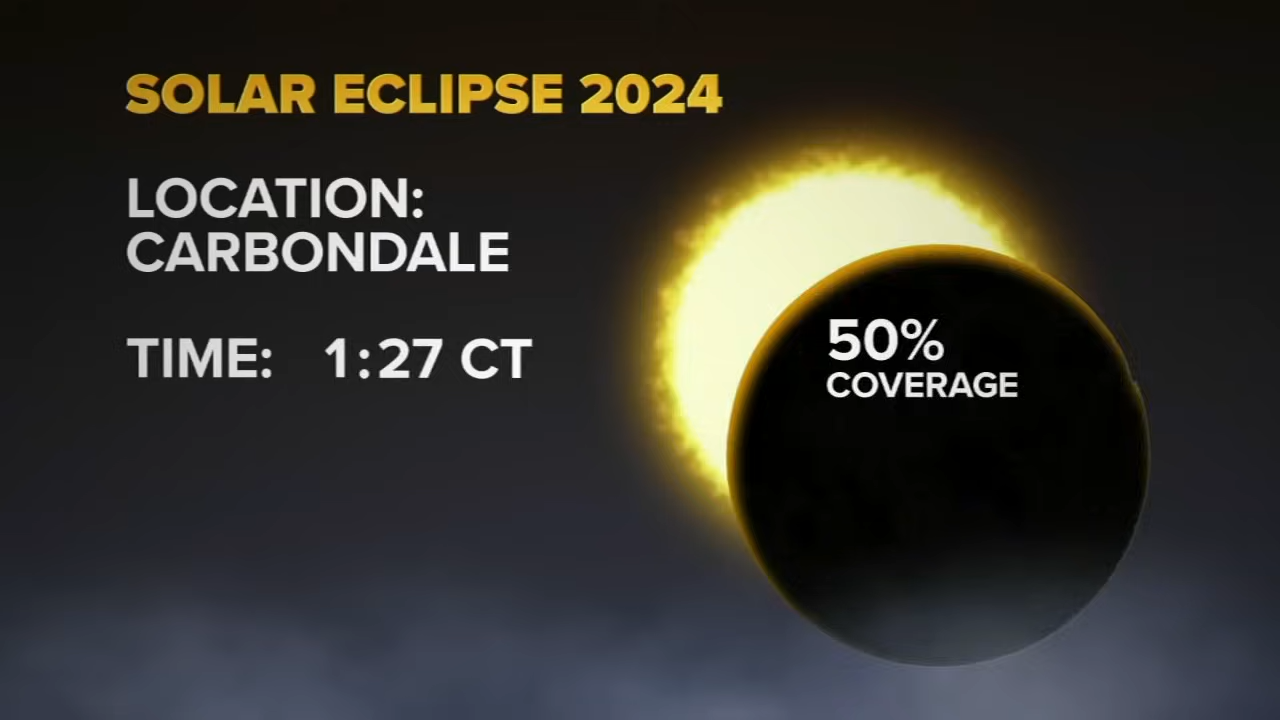 SOLAR ECLIPSE 2024
LOCATION:
CARBONDALE
TIME: 1:27 CT
50%
COVERAGE